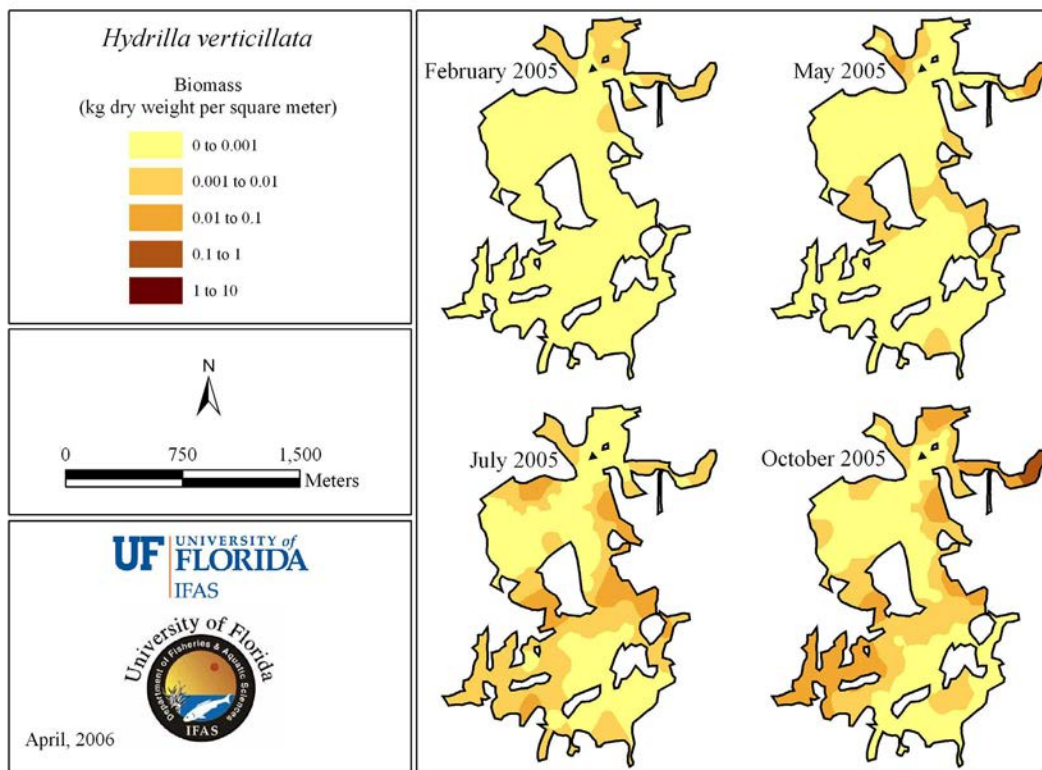 Hydrilla verticillata
Biomass
(kg dry weight per square meter)
0 to 0.001
0.001 to 0.01
0.01 to 0.1
0.1 to 1
1 to 10
N
0 750 1,500
Meters
UF UNIVERSITY of
FLORIDA
IFAS
University of Florida
Department of Fisheries & Aquatic Sciences
IFAS
April, 2006
February 2005
May 2005
July 2005
October 2005